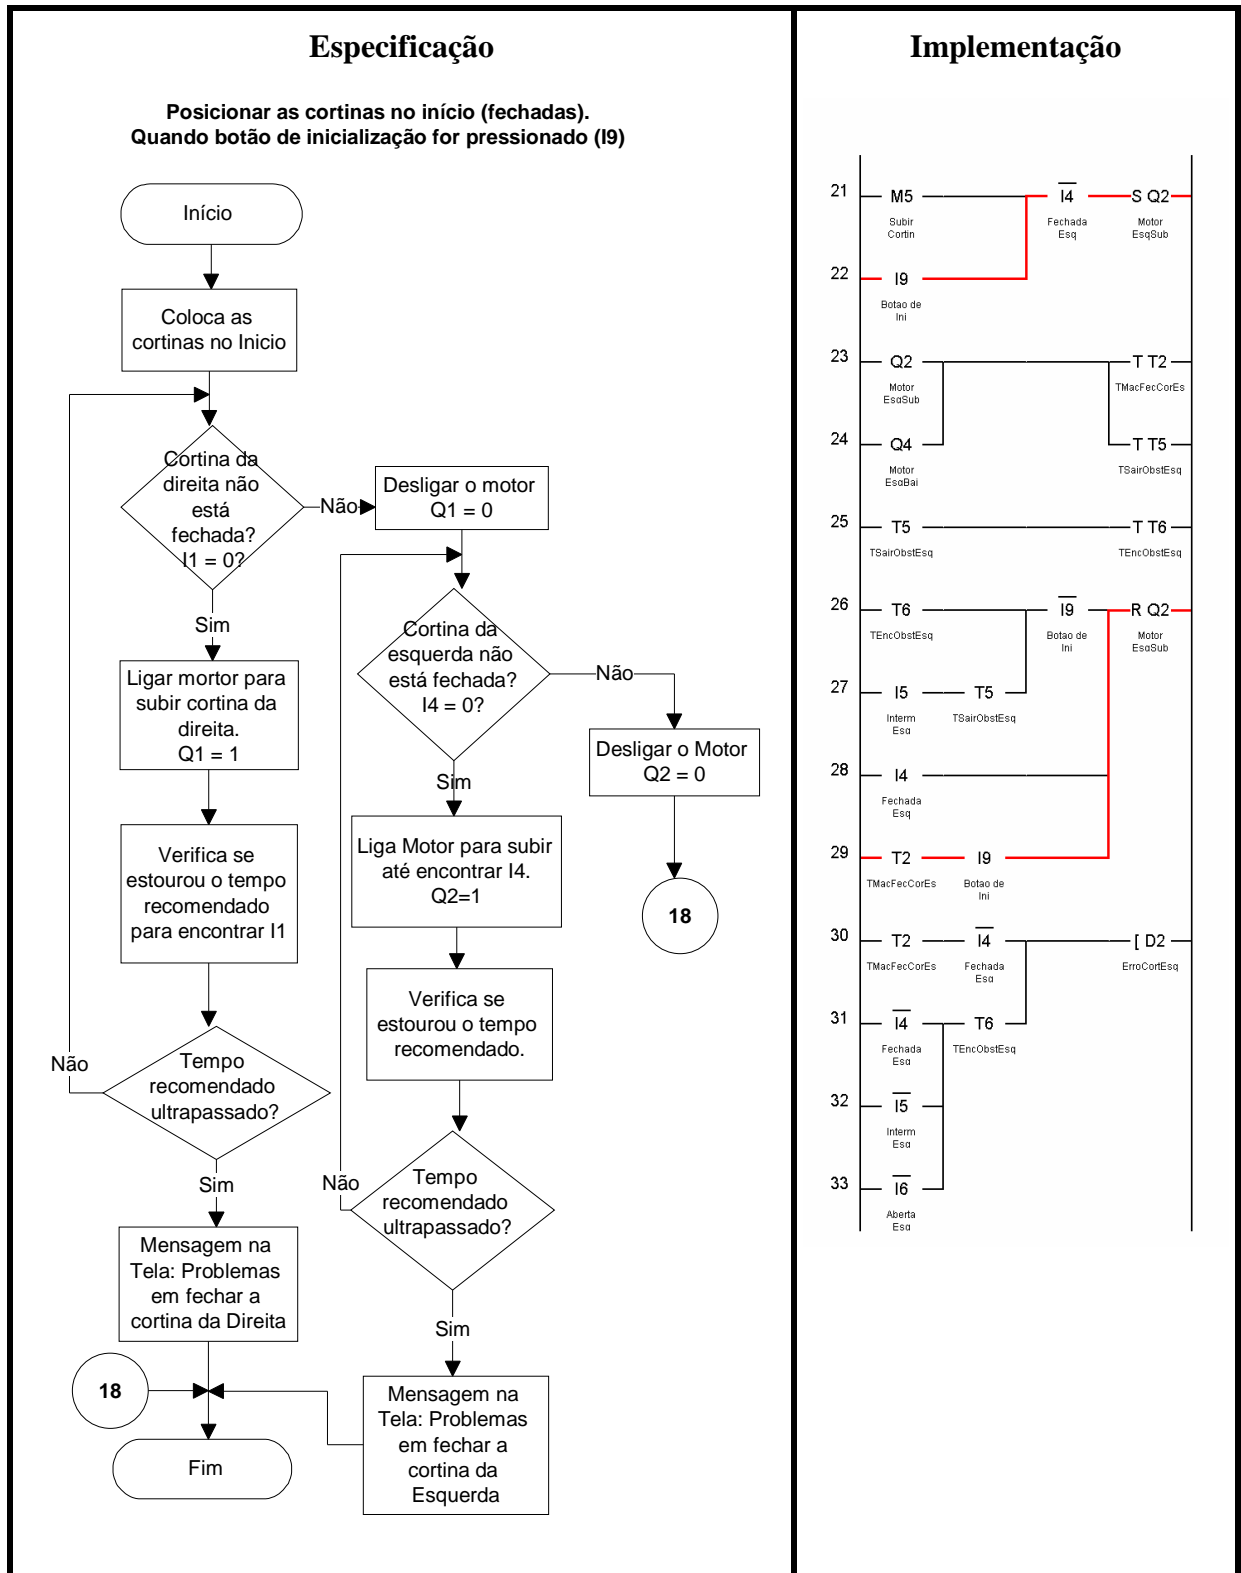 Especificação
Posicionar as cortinas no início (fechadas).
Quando botão de inicialização for pressionado (I9)
Início
Coloca as
cortinas no Inicio
Cortina da
direita não
está
fechada?
I1 = 0?
Não
Desligar o motor
Q1 = 0
Sim
Ligar mortor para
subir cortina da
direita.
Q1 = 1
Cortina da
esquerda não
está fechada?
I4 = 0?
Não
Desligar o Motor
Q2 = 0
18
Sim
Verifica se
estourou o tempo
recomendado
para encontrar I1
Liga Motor para subir
até encontrar I4.
Q2=1
Verifica se
estourou o tempo
recomendado.
Tempo
recomendado
ultrapassado?
Não
Sim
Tempo
recomendado
ultrapassado?
Não
Sim
Mensagem na
Tela: Problemas
em fechar a
cortina da Direita
Mensagem na
Tela: Problemas
em fechar a
cortina da
Esquerda
18
Fim
Implementação
21 M5 I4 S Q2
Subir
Cortin
Fechada
Esq
Motor
EsqSub
22 I9
Botao de
Ini
23 Q2 T T2
Motor
EsqSub
TMacFecCorEs
24 Q4 T T5
Motor
EsqBai
TSairObstEsq
25 T5 T T6
TSairObstEsq
TEncObstEsq
26 T6 I9 R Q2
TEncObstEsq
Botao de
Ini
Motor
EsqSub
27 I5 T5
Interm
Esq
TSairObstEsq
28 I4
Fechada
Esq
29 T2 I9
TMacFecCorEs
Botao de
Ini
30 T2 I4 [ D2
TMacFecCorEs
Fechada
Esq
ErroCortEsq
31 I4 T6
Fechada
Esq
TEncObstEsq
32 I5
Interm
Esq
33 I6
Aberta
Esq